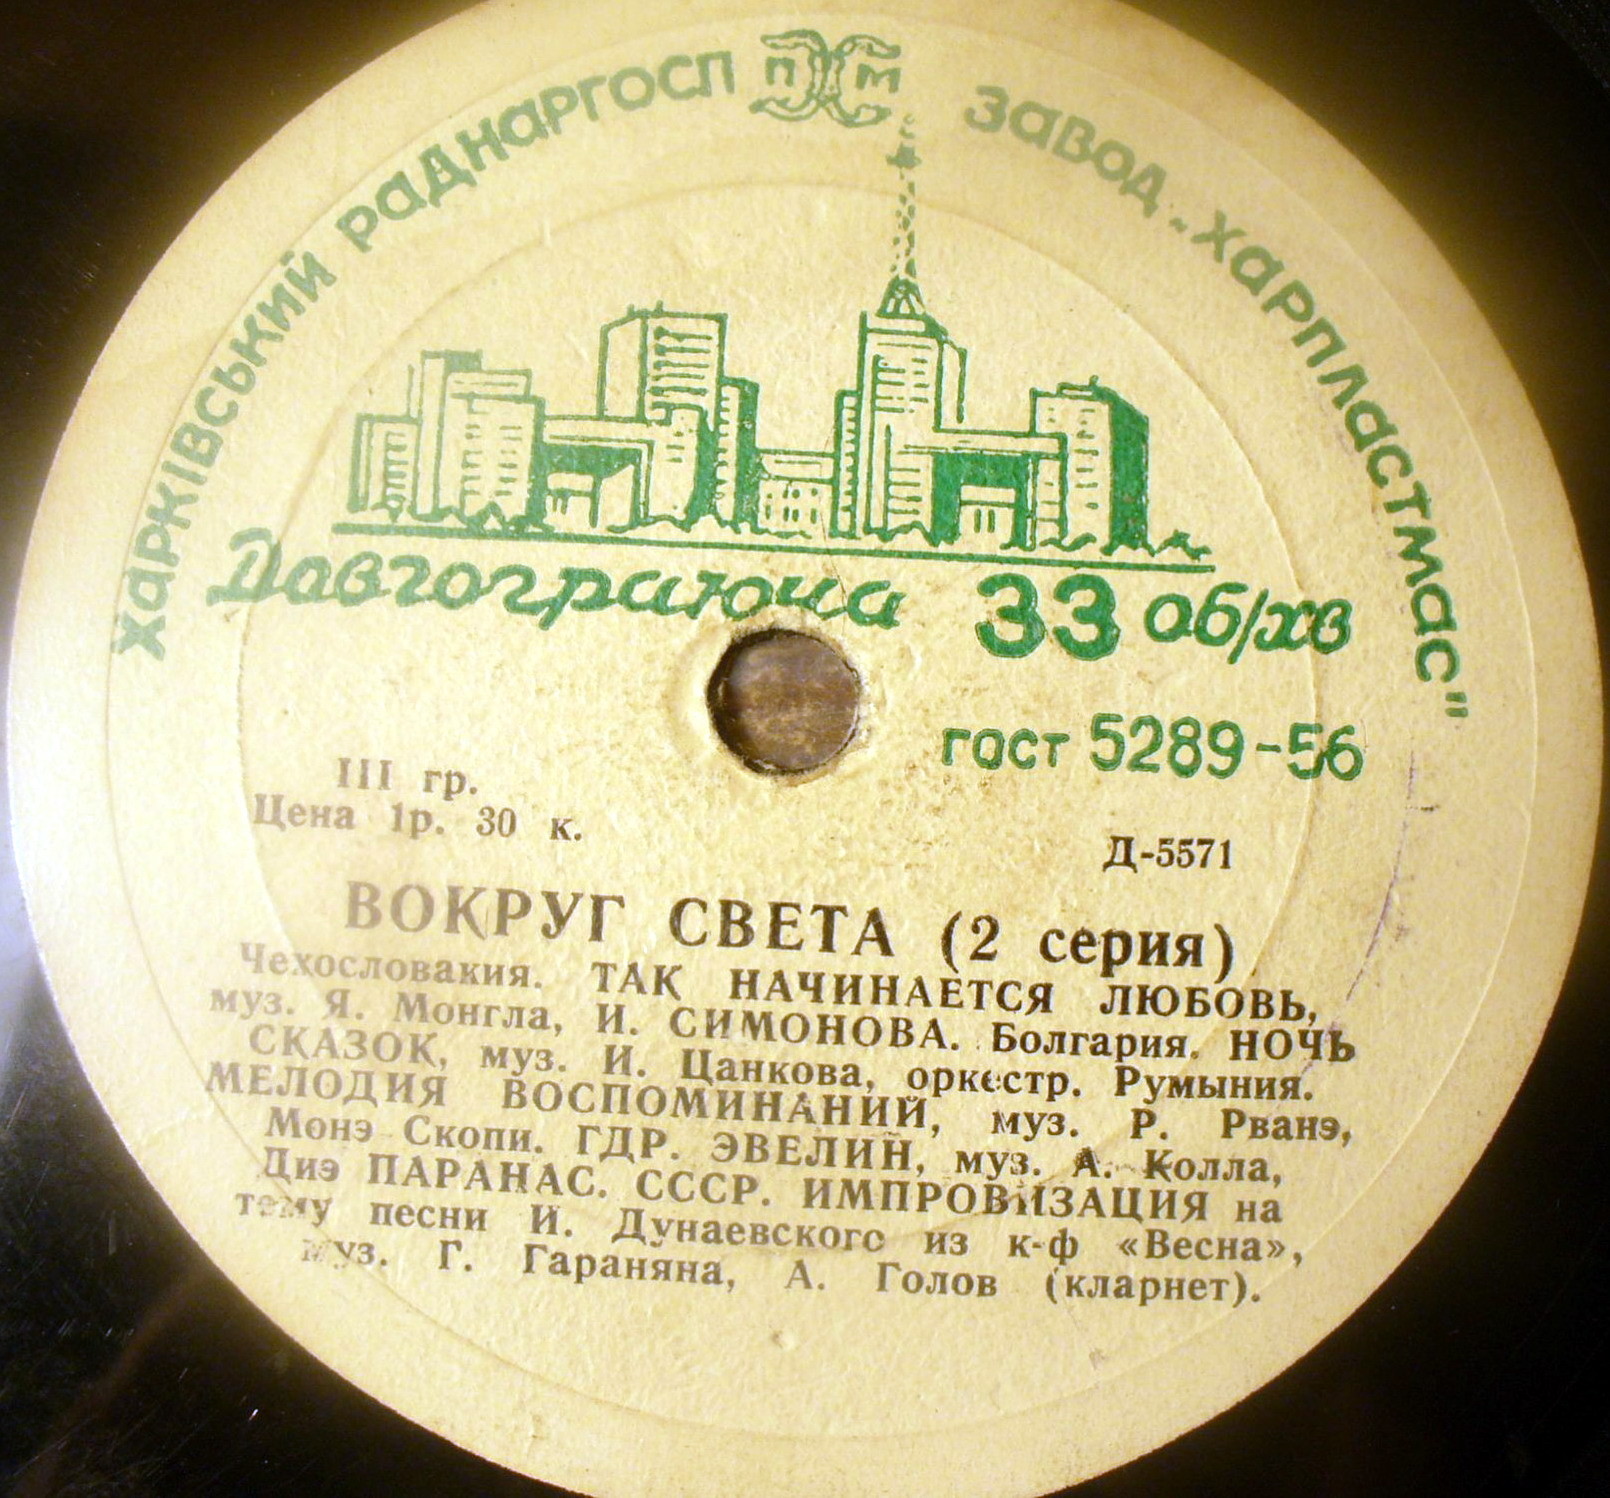 Харківський раднаргосп ПХМ завод „Харпластмас"
Довгограюча 33 об/хв
гост 5289-56
III гр.
Цена 1р. 30 к.
Д-5571
ВОКРУГ СВЕТА (2 серия)
Чехословакия. ТАК НАЧИНАЕТСЯ ЛЮБОВЬ,
муз. Я. Монгла, И. СИМОНОВА. Болгария. НОЧЬ
СКАЗОК, муз. И. Цанкова, оркестр. Румыния.
МЕЛОДИЯ ВОСПОМИНАНИЙ, муз. Р. Рванэ,
Монэ Скопи. ГДР. ЭВЕЛИН, муз. А. Колла,
Диэ ПАРАНАС. СССР. ИМПРОВИЗАЦИЯ на
тему песни И. Дунаевского из к-ф «Весна»,
муз. Г. Гараняна, А. Голов (кларнет).